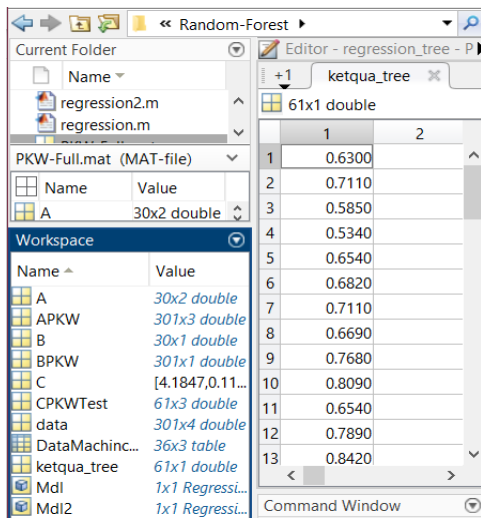 « Random-Forest ▶
Current Folder
Name
regression2.m
regression.m
PKW-Full.mat (MAT-file)
Name Value
A 30x2 double
Workspace
Name Value
A 30x2 double
APKW 301x3 double
B 30x1 double
BPKW 301x1 double
C [4.1847,0.11...
CPKWTest 61x3 double
data 301x4 double
DataMachinc... 36x3 table
ketqua_tree 61x1 double
Mdl 1x1 Regressi...
Mdl2 1x1 Regressi...
Editor - regression_tree - P
+1 ketqua_tree
61x1 double
1 2
1 0.6300
2 0.7110
3 0.5850
4 0.5340
5 0.6540
6 0.6820
7 0.7110
8 0.6690
9 0.7680
10 0.8090
11 0.6540
12 0.7890
13 0.8420
Command Window